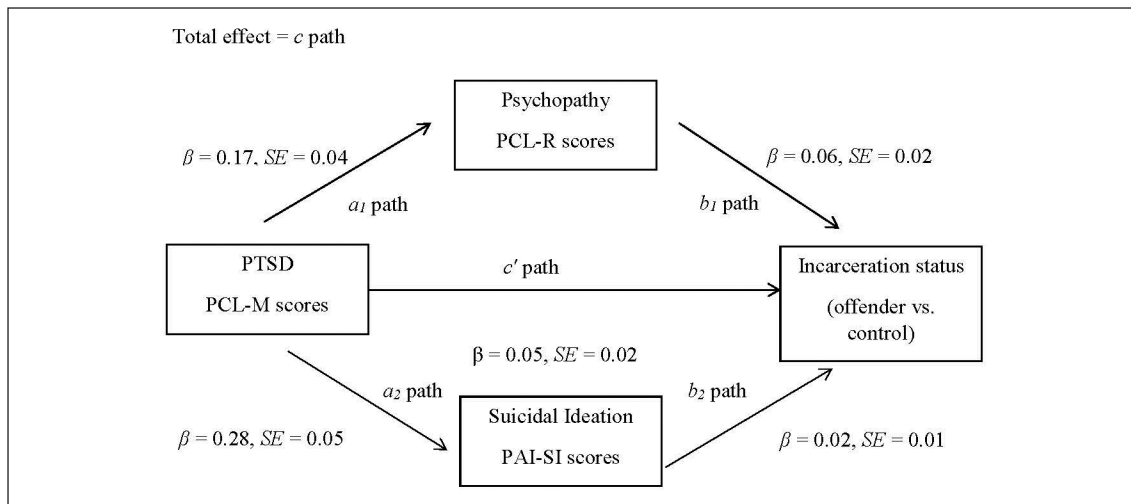 Total effect = c path
Psychopathy
PCL-R scores
β = 0.17, SE = 0.04
β = 0.06, SE = 0.02
a₁ path
b₁ path
PTSD
PCL-M scores
c′ path
Incarceration status
(offender vs.
control)
β = 0.05, SE = 0.02
a₂ path
b₂ path
Suicidal Ideation
PAI-SI scores
β = 0.28, SE = 0.05
β = 0.02, SE = 0.01